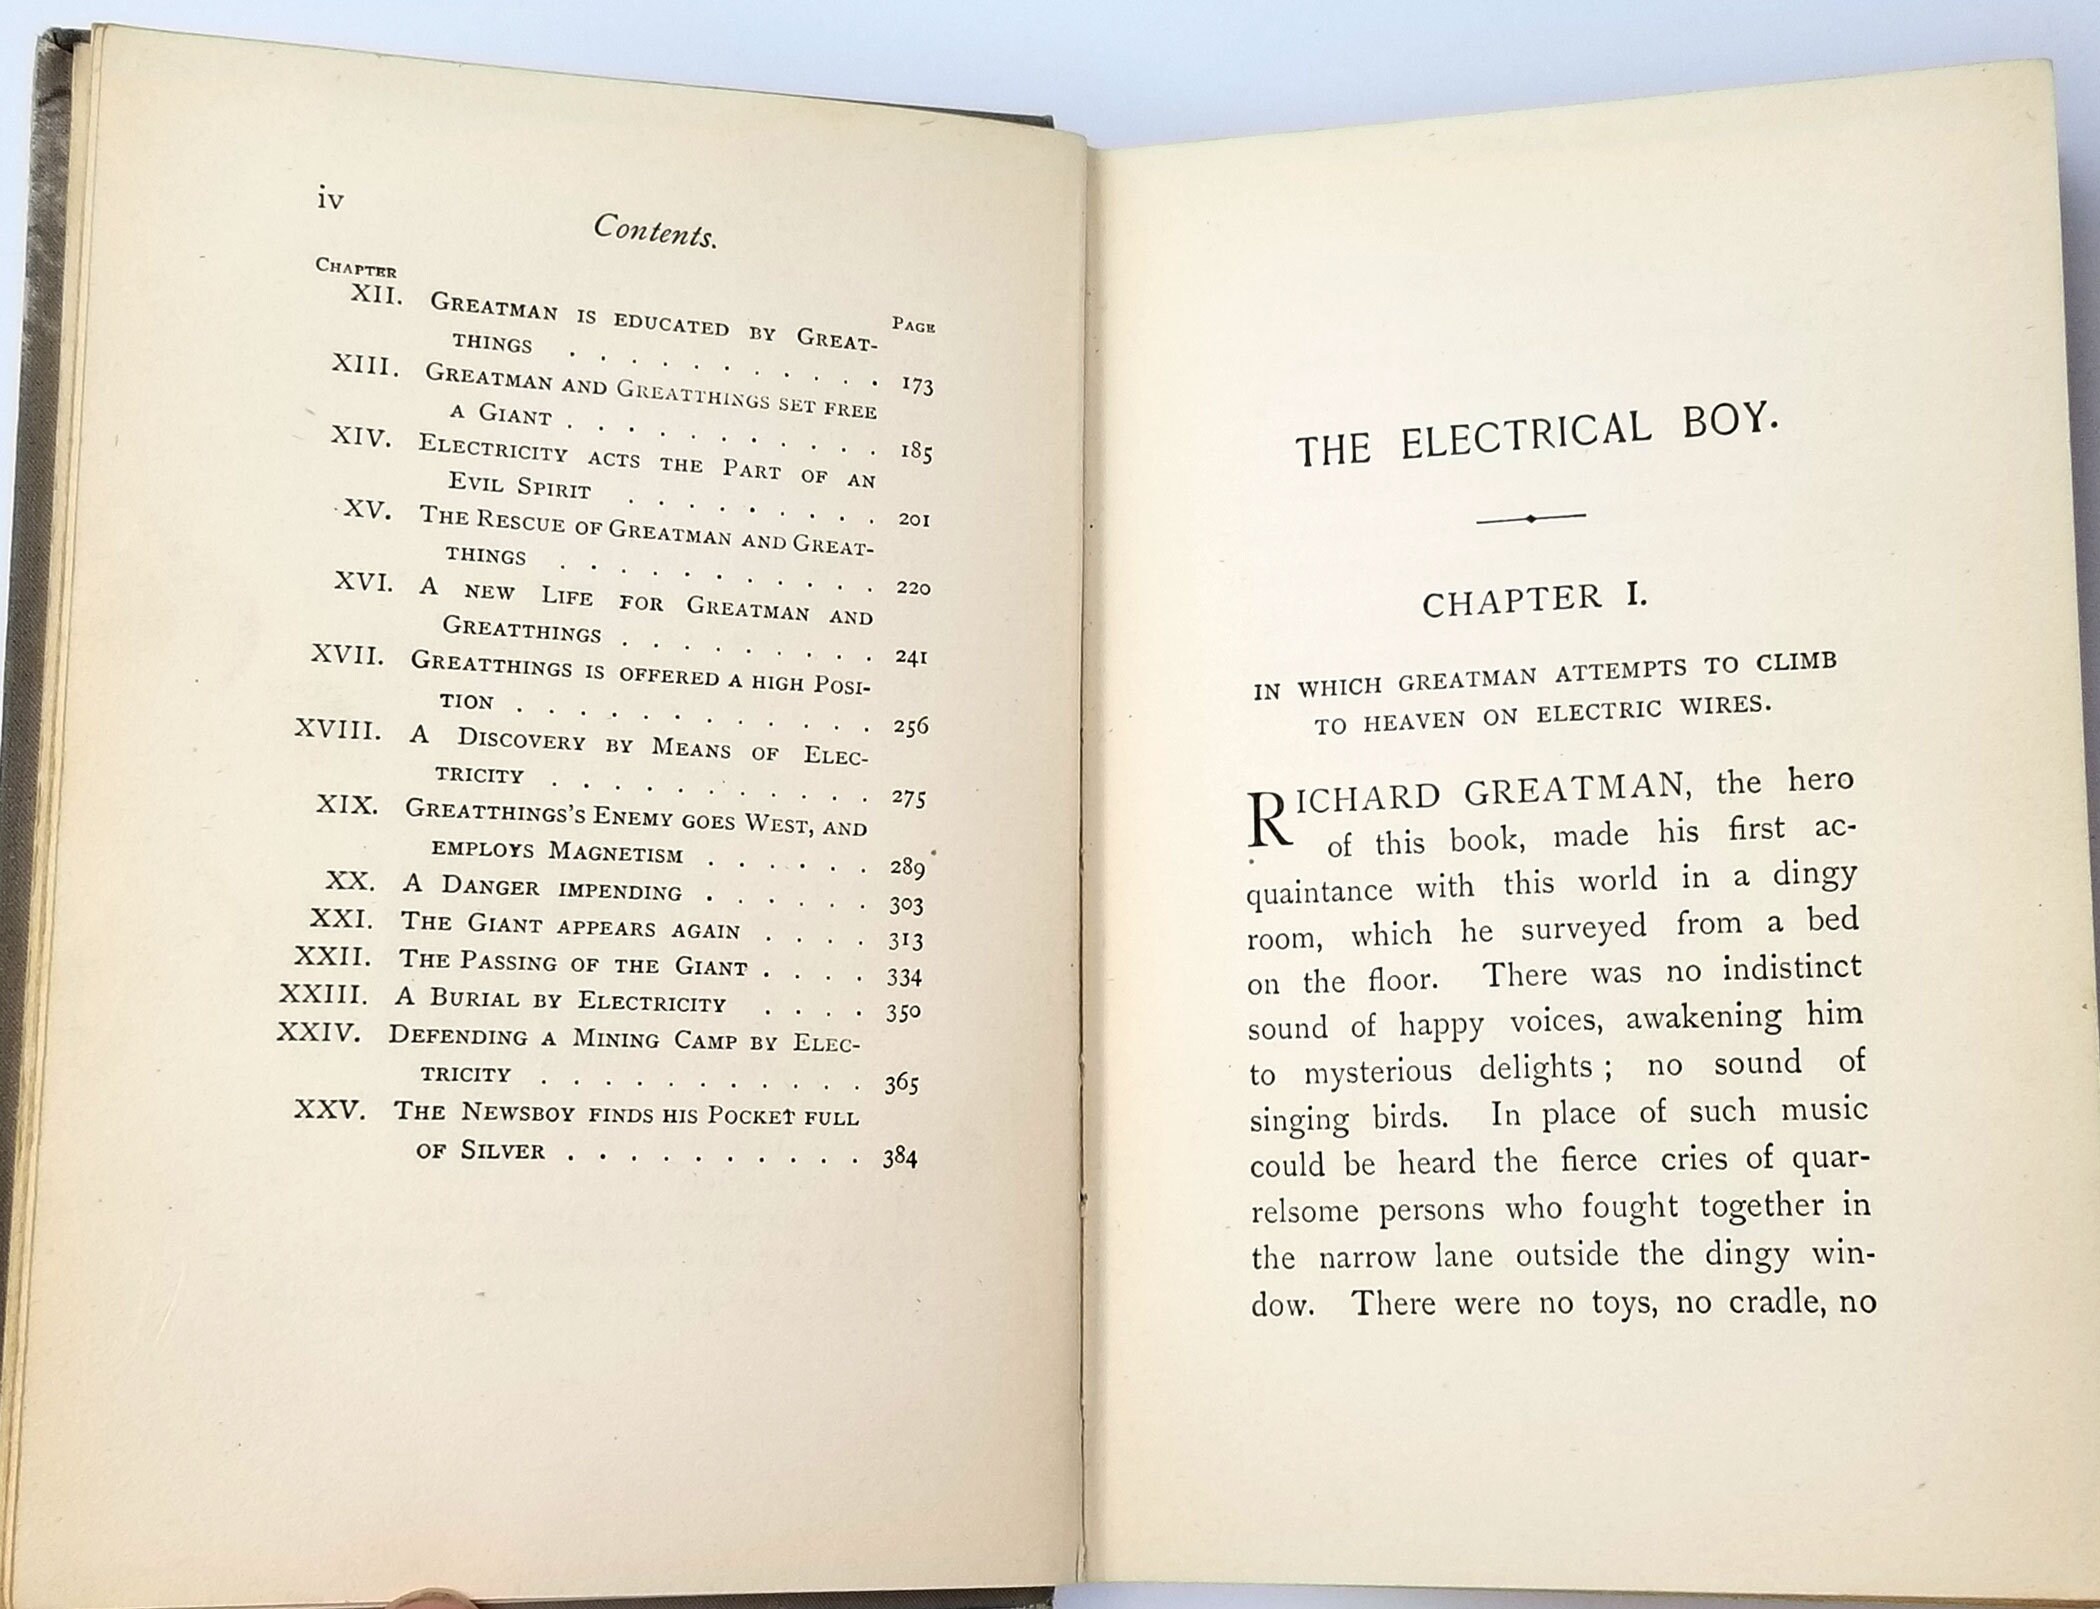 iv
Contents.
Chapter
Page
XII. Greatman is educated by Great-
things . . . . . . . . . . . 173
XIII. Greatman and Greatthings set free
a Giant . . . . . . . . . . . 185
XIV. Electricity acts the Part of an
Evil Spirit . . . . . . . . . 201
XV. The Rescue of Greatman and Great-
things . . . . . . . . . . . 220
XVI. A new Life for Greatman and
Greatthings . . . . . . . . . 241
XVII. Greatthings is offered a high Posi-
tion . . . . . . . . . . . . 256
XVIII. A Discovery by Means of Elec-
tricity . . . . . . . . . . . 275
XIX. Greatthings's Enemy goes West, and
employs Magnetism . . . . . . 289
XX. A Danger impending . . . . . . 303
XXI. The Giant appears again . . . . 313
XXII. The Passing of the Giant . . . . 334
XXIII. A Burial by Electricity . . . . 350
XXIV. Defending a Mining Camp by Elec-
tricity . . . . . . . . . . . 365
XXV. The Newsboy finds his Pocket full
of Silver . . . . . . . . . . 384
THE ELECTRICAL BOY.
CHAPTER I.
IN WHICH GREATMAN ATTEMPTS TO CLIMB
TO HEAVEN ON ELECTRIC WIRES.
RICHARD GREATMAN, the hero
of this book, made his first ac-
quaintance with this world in a dingy
room, which he surveyed from a bed
on the floor. There was no indistinct
sound of happy voices, awakening him
to mysterious delights; no sound of
singing birds. In place of such music
could be heard the fierce cries of quar-
relsome persons who fought together in
the narrow lane outside the dingy win-
dow. There were no toys, no cradle, no